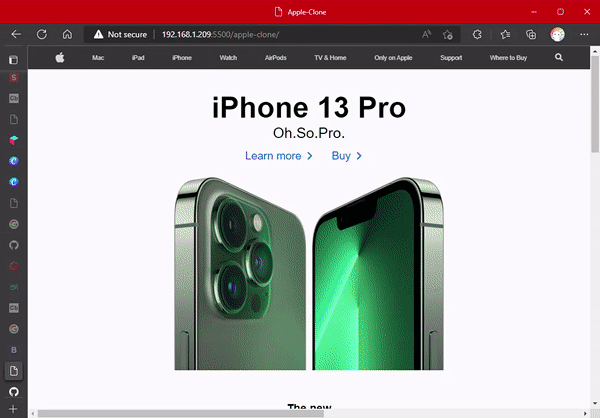 Apple-Clone
Not secure 192.168.1.209:5500/apple-clone/
Mac iPad iPhone Watch AirPods TV & Home Only on Apple Support Where to Buy
iPhone 13 Pro
Oh.So.Pro.
Learn more > Buy >
The new